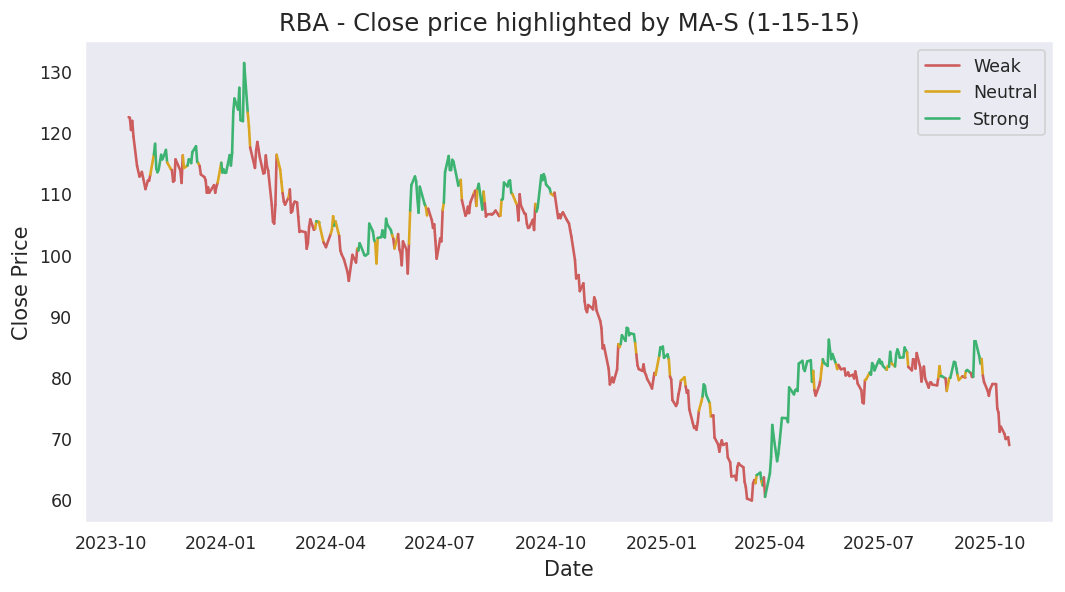 RBA - Close price highlighted by MA-S (1-15-15)
Weak
Neutral
Strong
Close Price
130
120
110
100
90
80
70
60
2023-10 2024-01 2024-04 2024-07 2024-10 2025-01 2025-04 2025-07 2025-10
Date